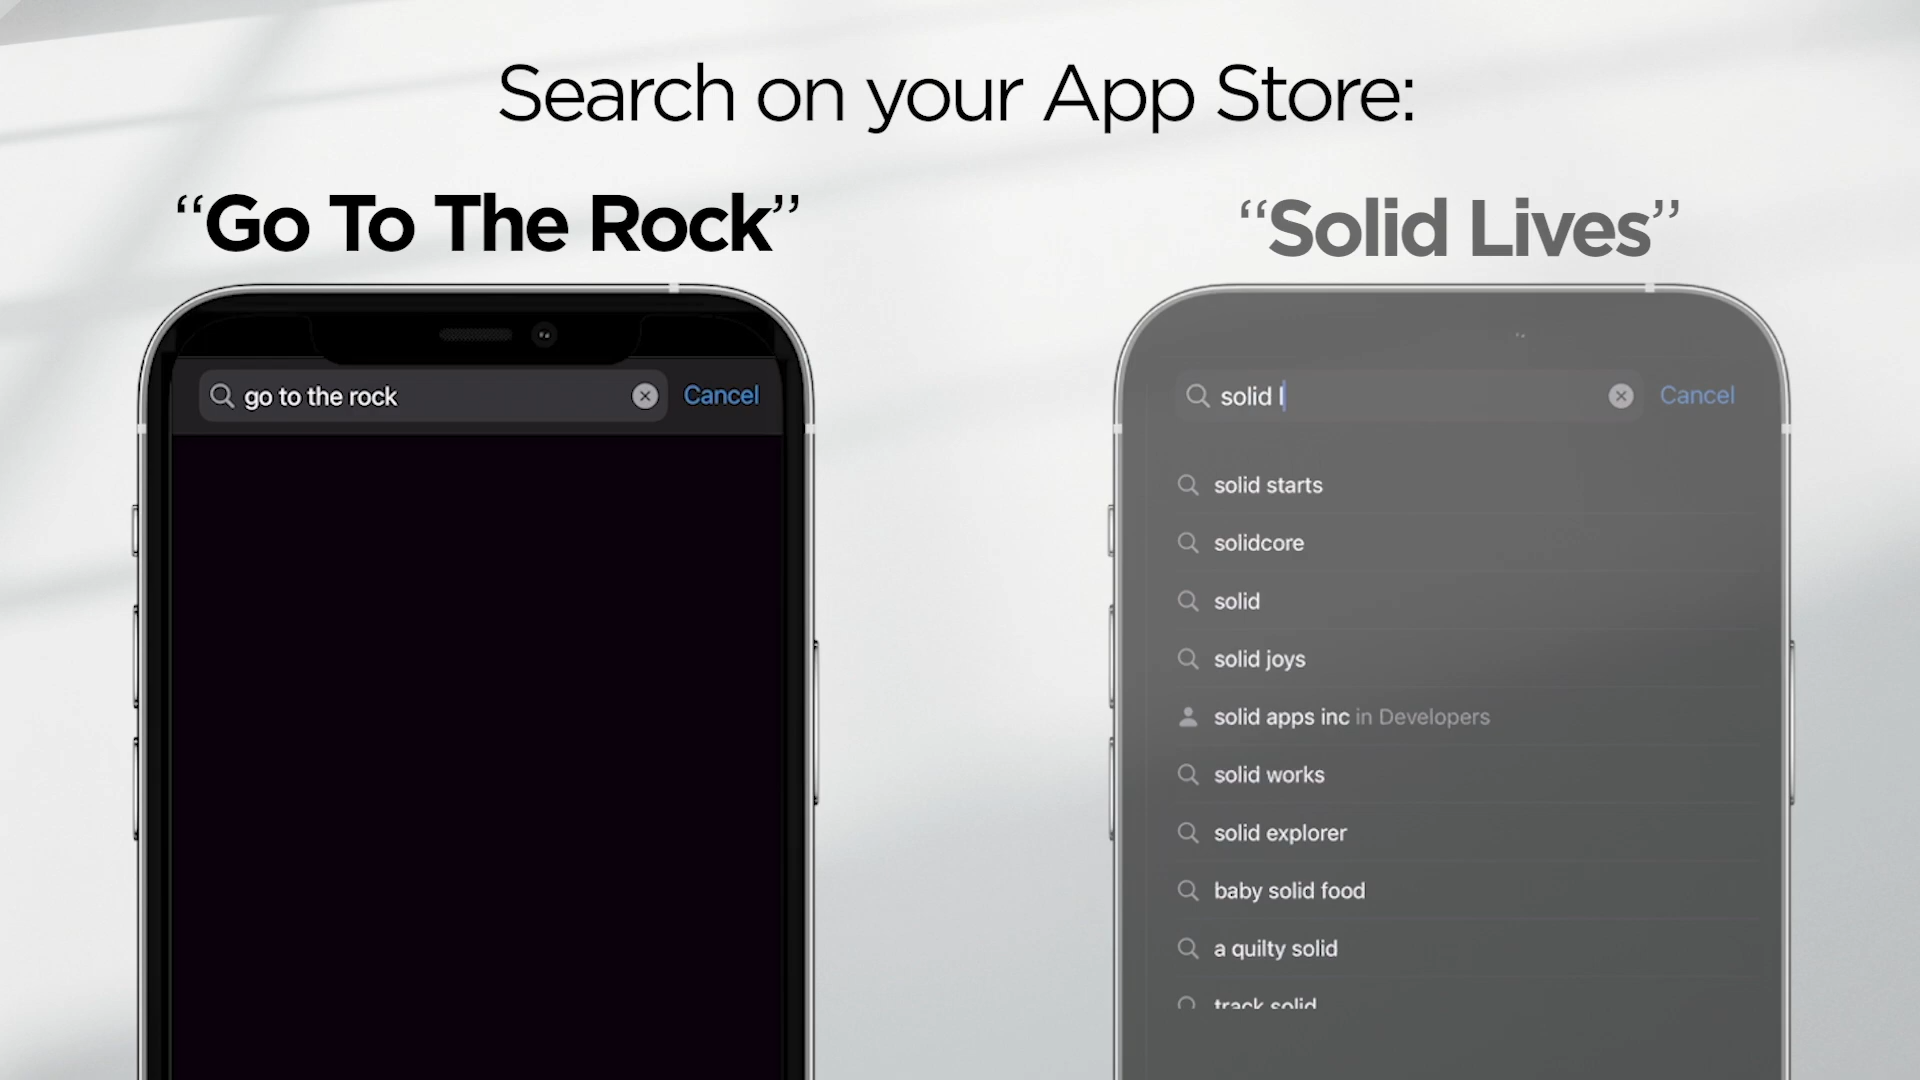 Search on your App Store:
“Go To The Rock”
go to the rock
Cancel
“Solid Lives”
solid l
Cancel
solid starts
solidcore
solid
solid joys
solid apps inc in Developers
solid works
solid explorer
baby solid food
a quilty solid
track solid